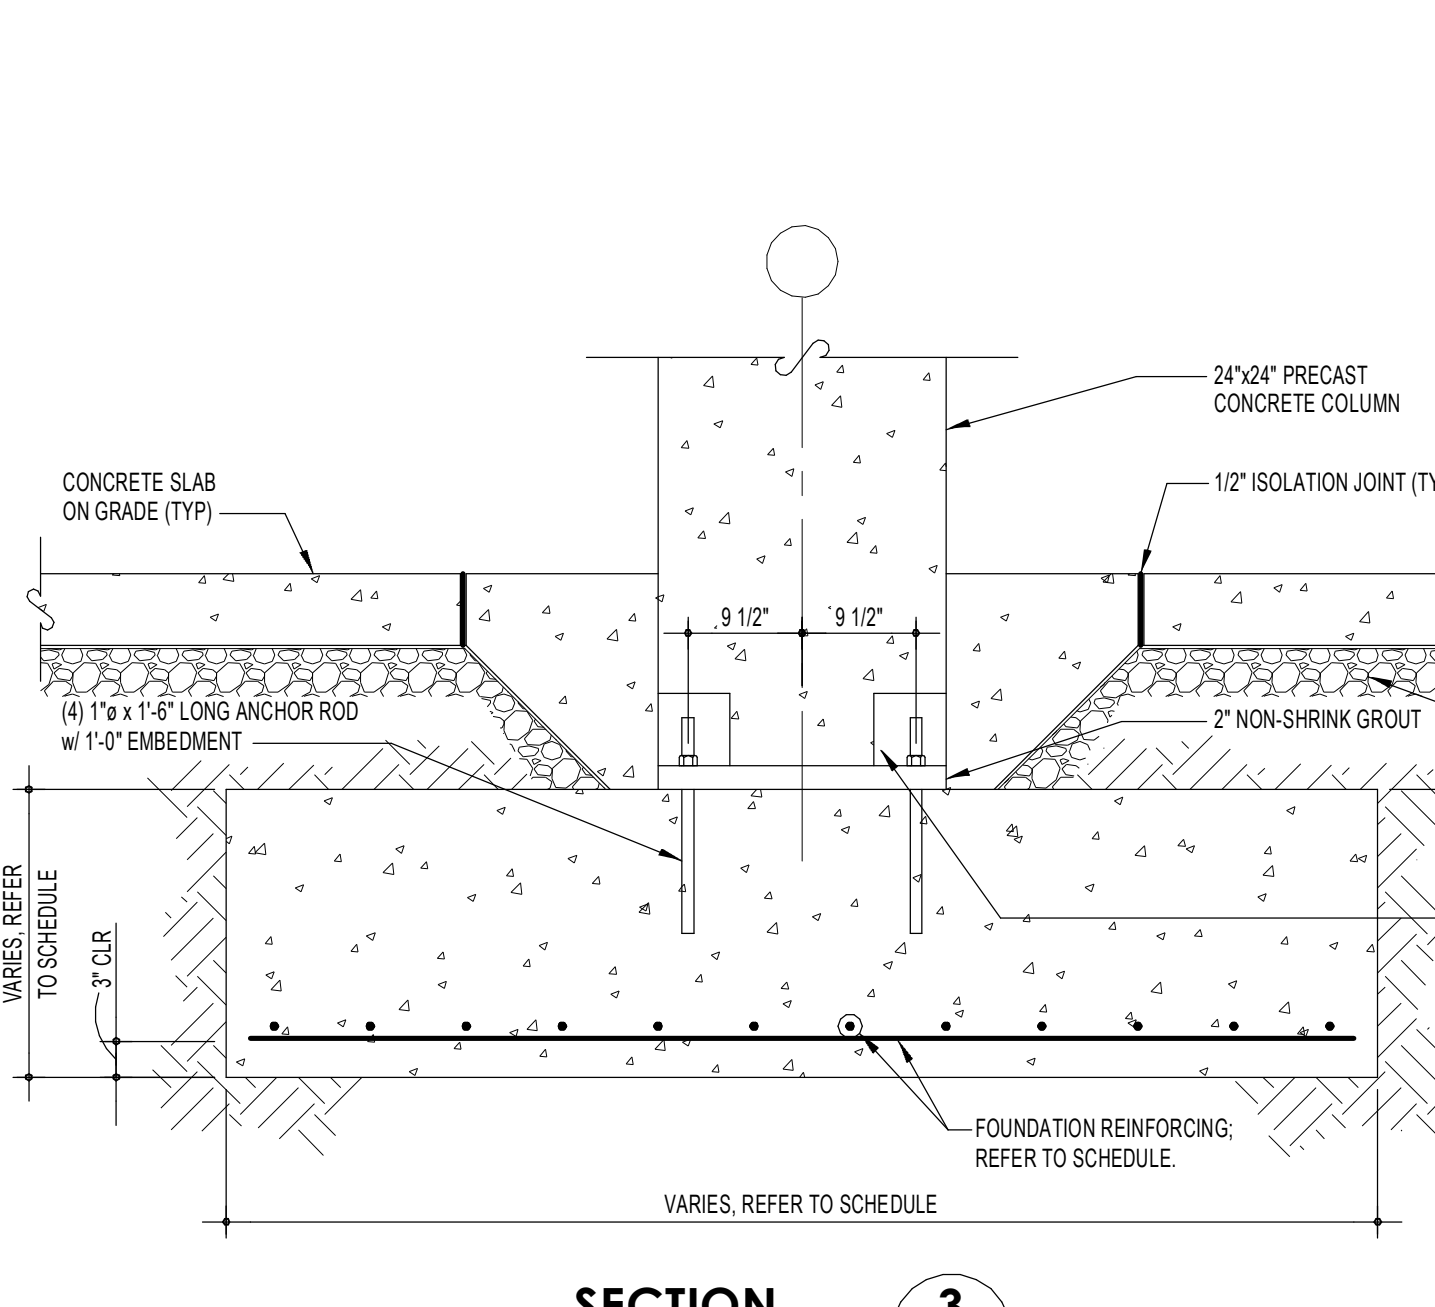 24"x24" PRECAST
CONCRETE COLUMN
CONCRETE SLAB
ON GRADE (TYP)
1/2" ISOLATION JOINT (TY
9 1/2"
9 1/2"
(4) 1"ø x 1'-6" LONG ANCHOR ROD
w/ 1'-0" EMBEDMENT
2" NON-SHRINK GROUT
VARIES, REFER
TO SCHEDULE
3" CLR
FOUNDATION REINFORCING;
REFER TO SCHEDULE.
VARIES, REFER TO SCHEDULE
SECTION
3